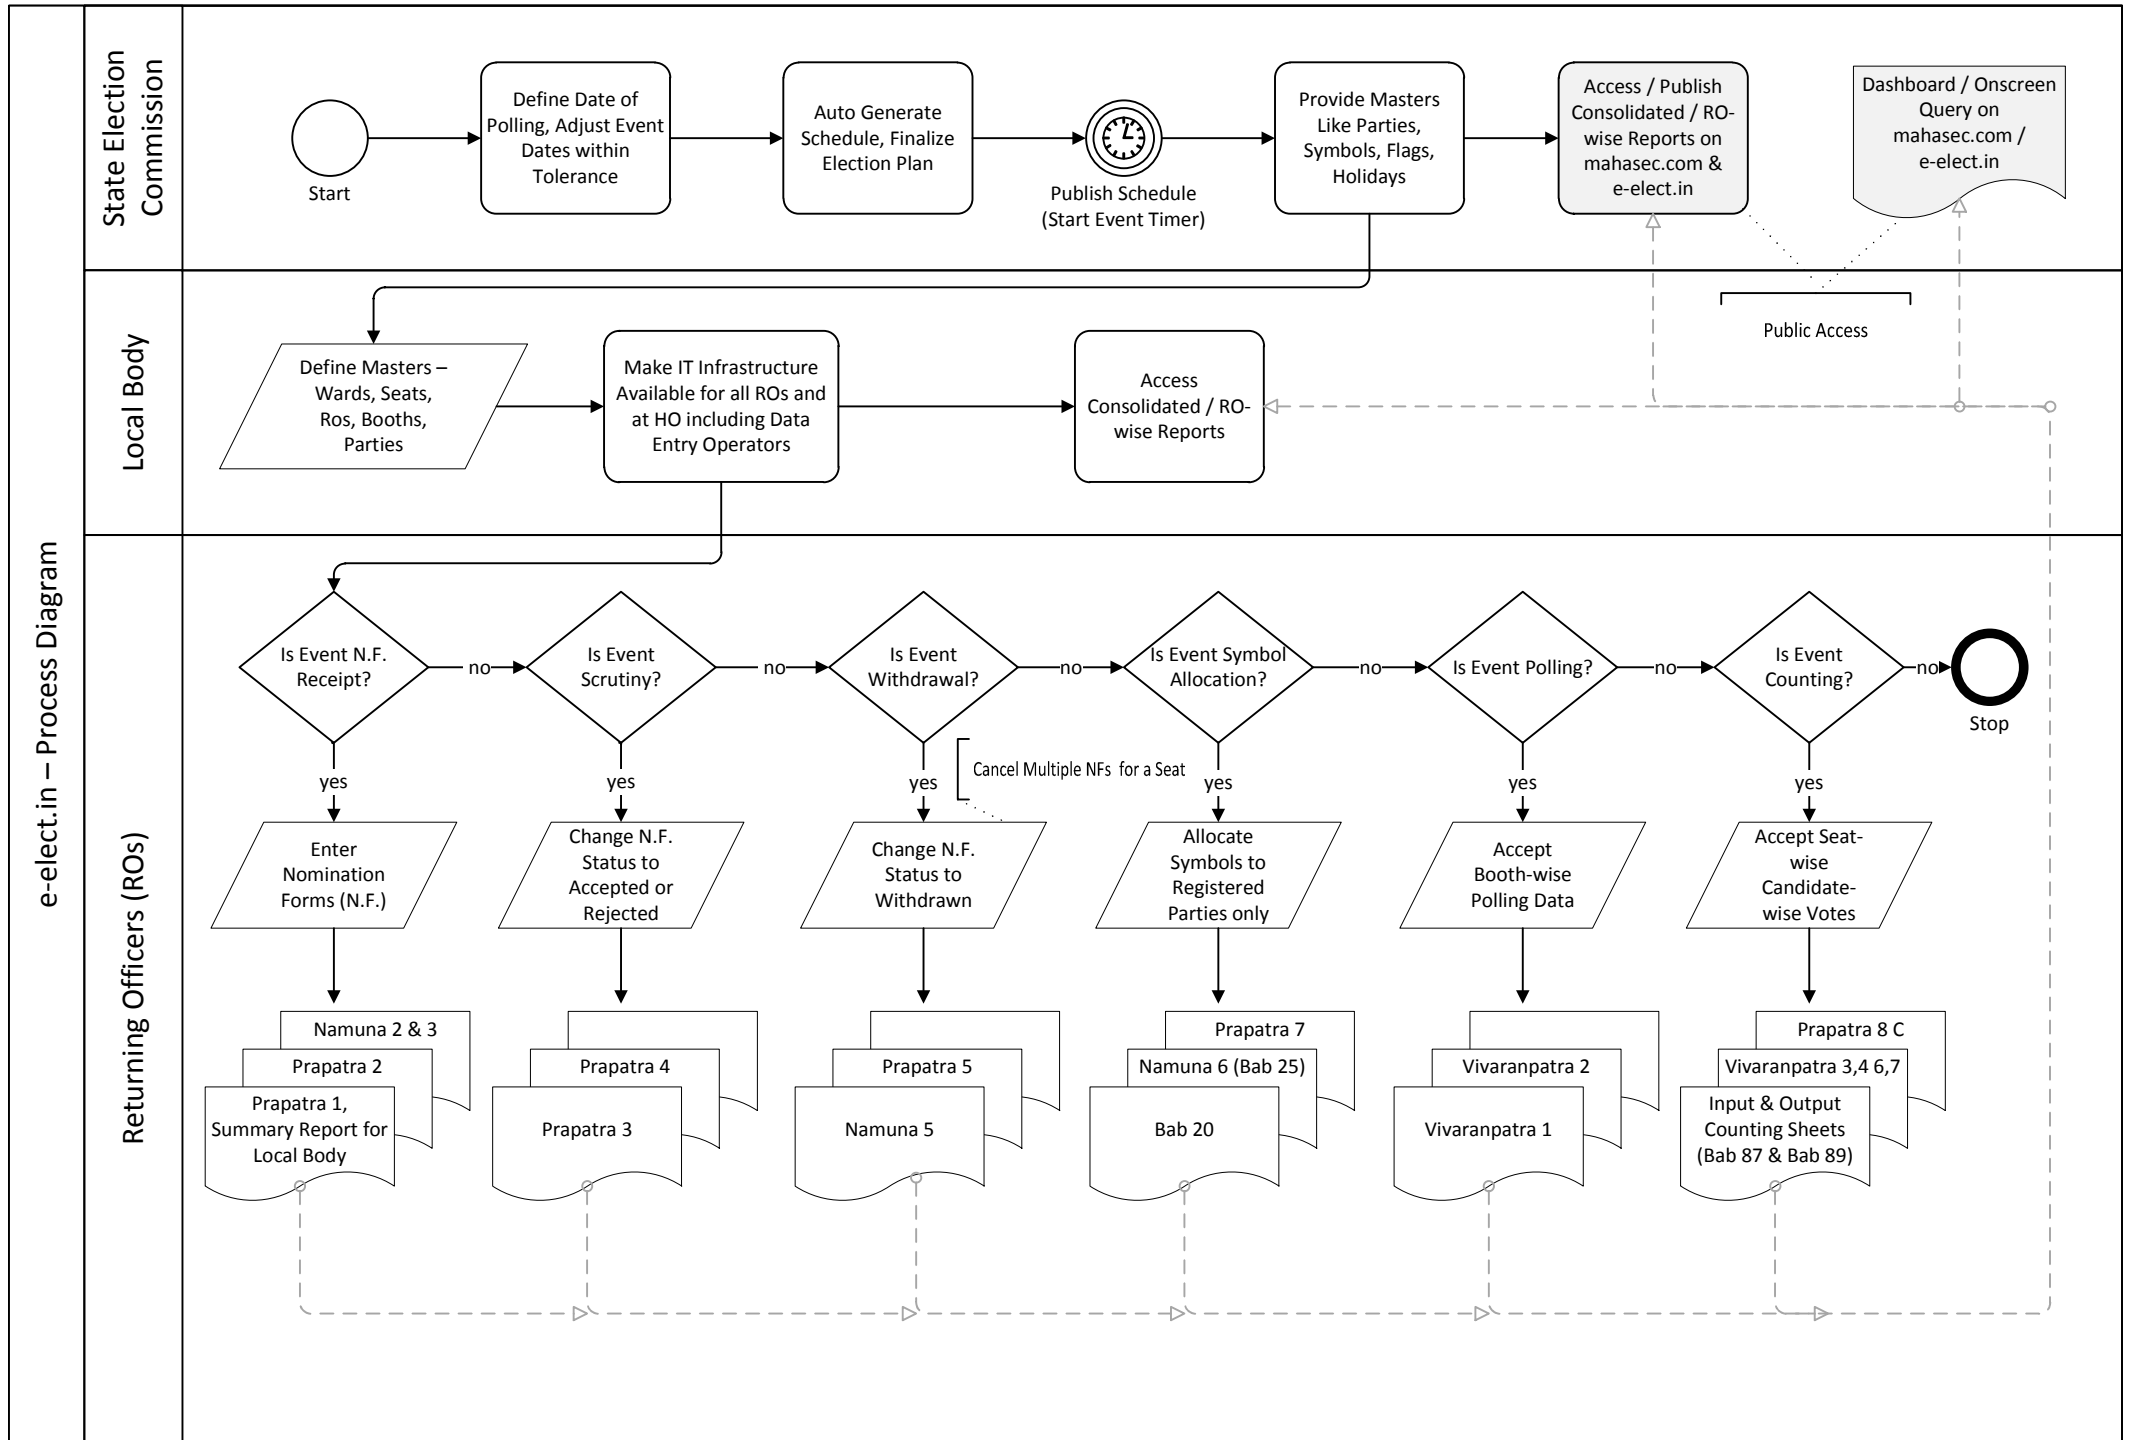 e-elect.in – Process Diagram
State Election
Commission
Start
Define Date of
Polling, Adjust Event
Dates within
Tolerance
Auto Generate
Schedule, Finalize
Election Plan
Publish Schedule
(Start Event Timer)
Provide Masters
Like Parties,
Symbols, Flags,
Holidays
Access / Publish
Consolidated / RO-
wise Reports on
mahasec.com &
e-elect.in
Dashboard / Onscreen
Query on
mahasec.com /
e-elect.in
Public Access
Local Body
Define Masters –
Wards, Seats,
Ros, Booths,
Parties
Make IT Infrastructure
Available for all ROs and
at HO including Data
Entry Operators
Access
Consolidated / RO-
wise Reports
Returning Officers (ROs)
Is Event N.F.
Receipt?
no
Is Event
Scrutiny?
no
Is Event
Withdrawal?
no
Is Event Symbol
Allocation?
no
Is Event Polling?
no
Is Event
Counting?
no
Stop
yes
yes
yes
Cancel Multiple NFs for a Seat
yes
yes
yes
Enter
Nomination
Forms (N.F.)
Change N.F.
Status to
Accepted or
Rejected
Change N.F.
Status to
Withdrawn
Allocate
Symbols to
Registered
Parties only
Accept
Booth-wise
Polling Data
Accept Seat-
wise
Candidate-
wise Votes
Namuna 2 & 3
Prapatra 2
Prapatra 1,
Summary Report for
Local Body
Prapatra 4
Prapatra 3
Prapatra 5
Namuna 5
Prapatra 7
Namuna 6 (Bab 25)
Bab 20
Vivaranpatra 2
Vivaranpatra 1
Prapatra 8 C
Vivaranpatra 3,4 6,7
Input & Output
Counting Sheets
(Bab 87 & Bab 89)